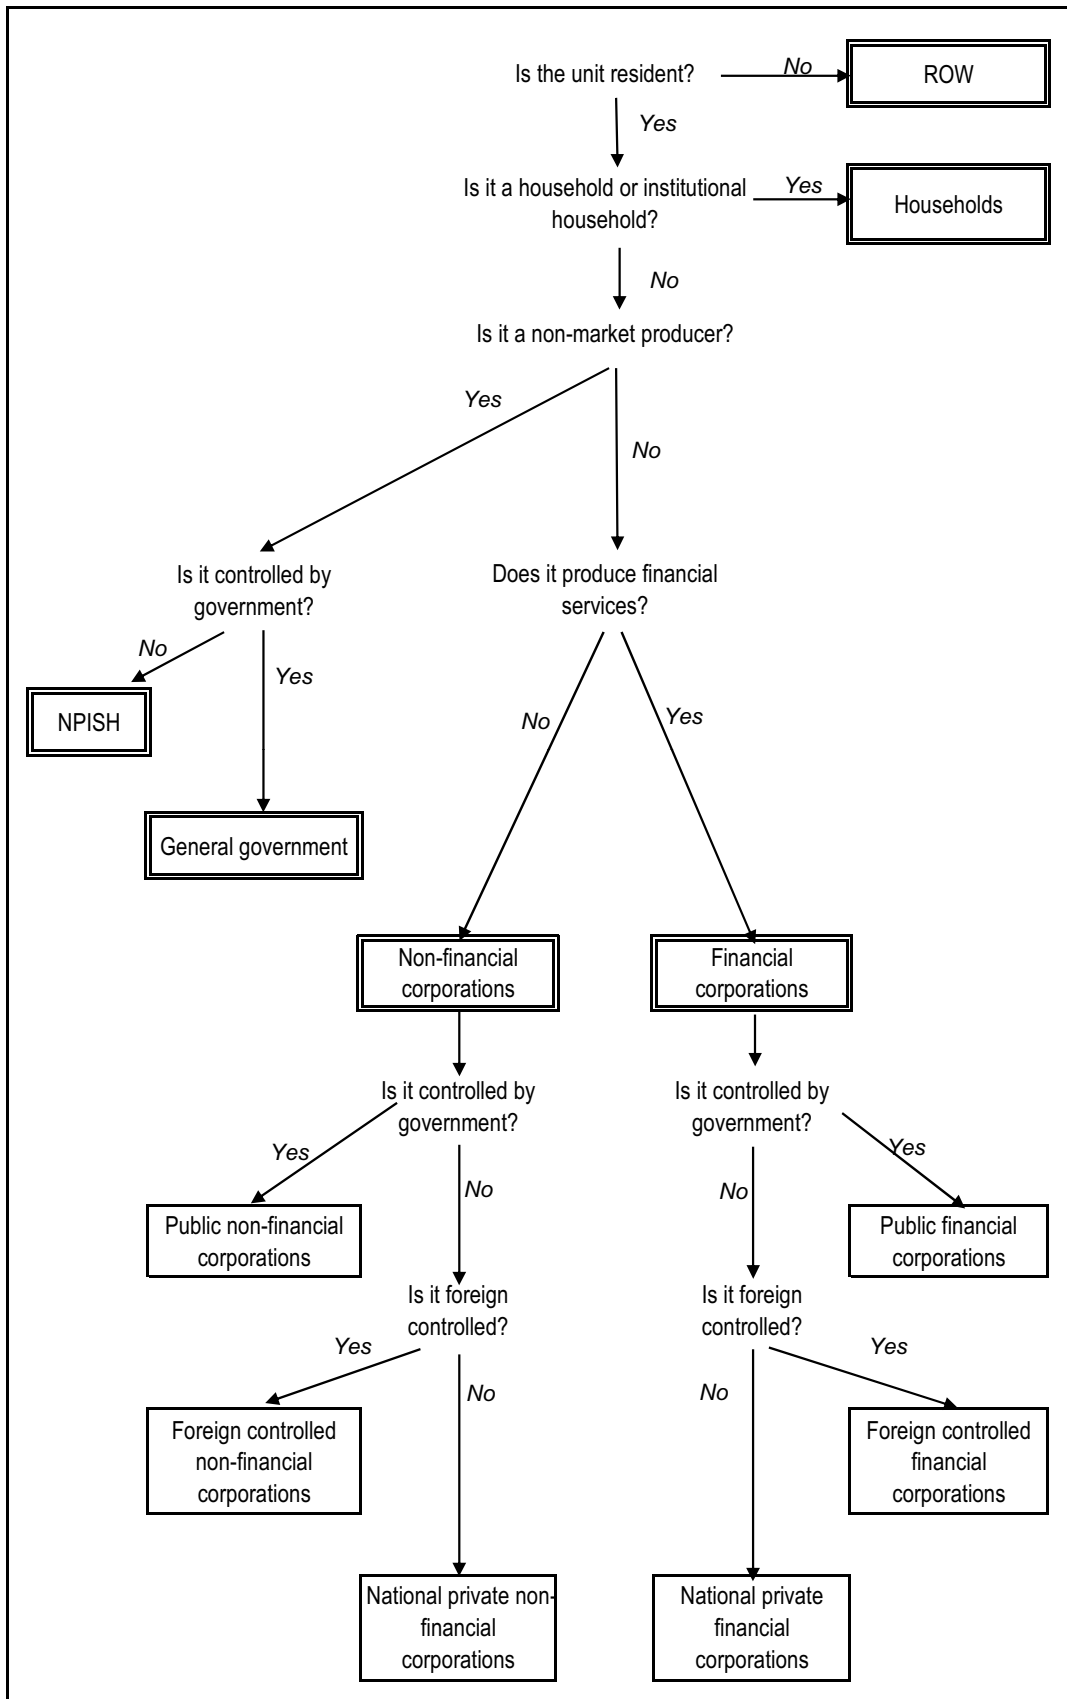 Is the unit resident?
No
ROW
Yes
Is it a household or institutional
household?
Yes
Households
No
Is it a non-market producer?
Yes
No
Is it controlled by
government?
Does it produce financial
services?
No
Yes
NPISH
No
Yes
General government
Non-financial
corporations
Financial
corporations
Is it controlled by
government?
Is it controlled by
government?
Yes
No
No
Yes
Public non-financial
corporations
Public financial
corporations
Is it foreign
controlled?
Is it foreign
controlled?
Yes
No
No
Yes
Foreign controlled
non-financial
corporations
Foreign controlled
financial
corporations
National private non-
financial
corporations
National private
financial
corporations